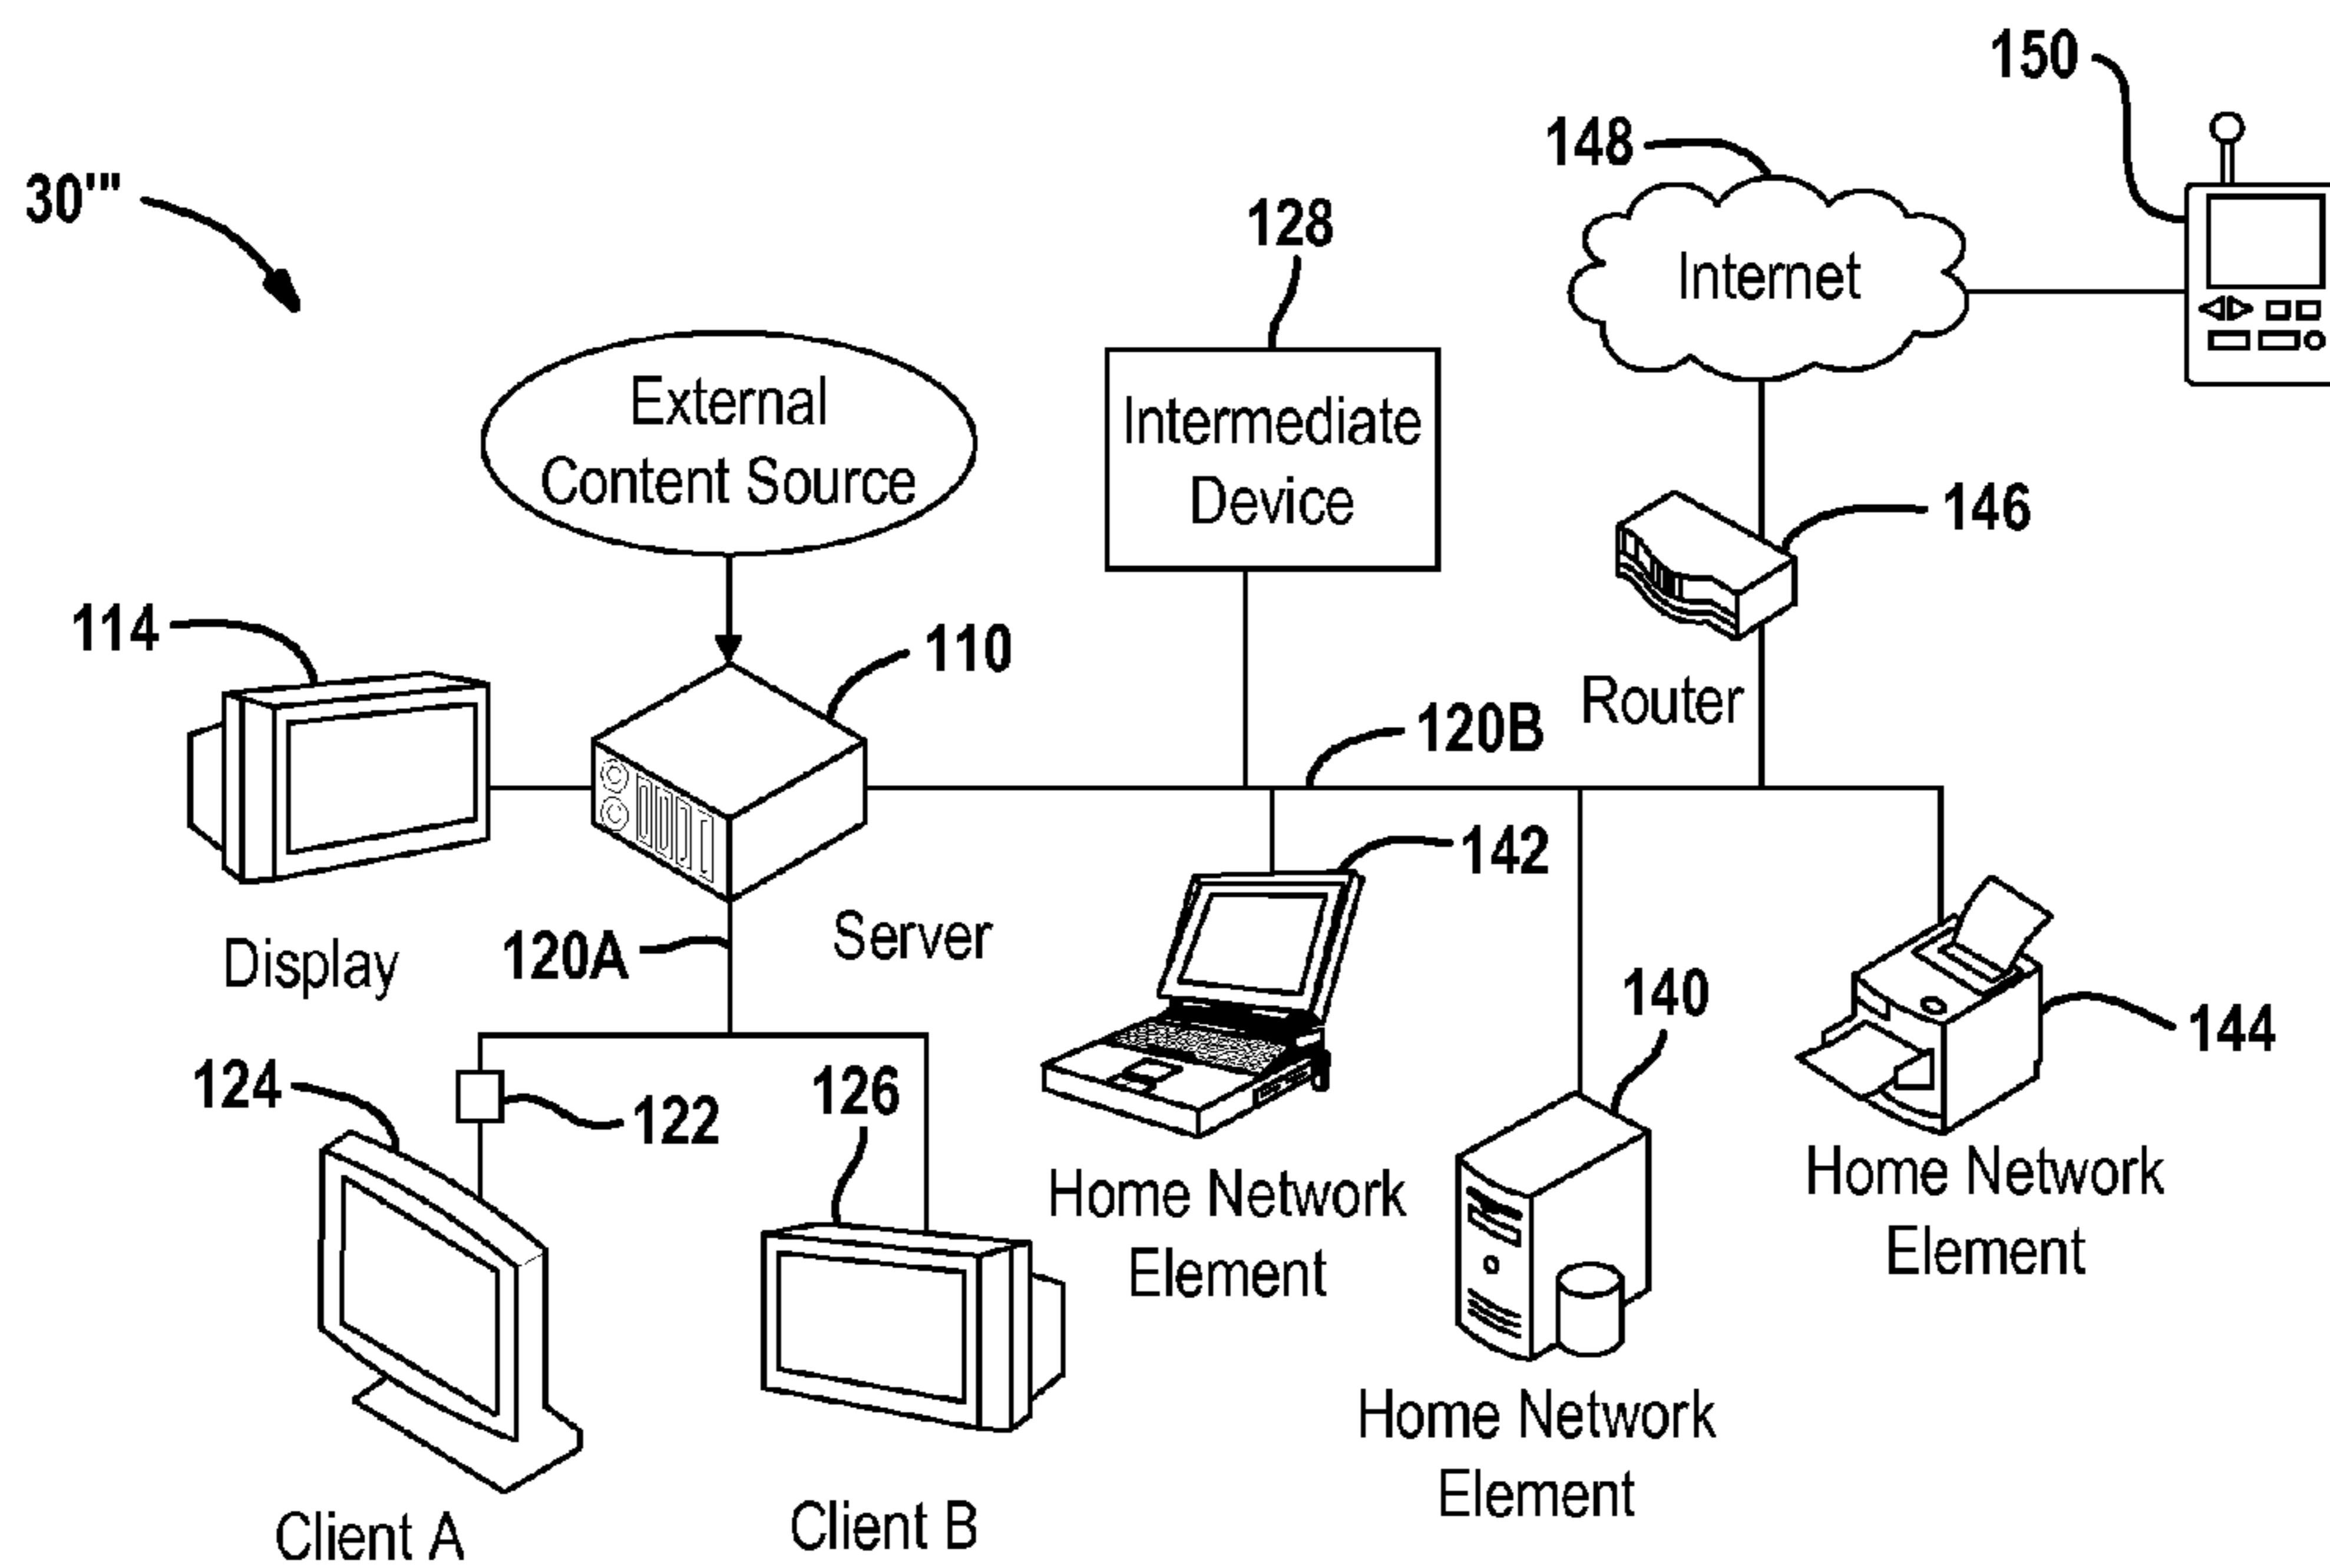 150
148
30'''
128
Internet
External
Content Source
Intermediate
Device
146
114
110
Router
120B
142
Display
120A
Server
140
144
124
122
126
Home Network
Element
Home Network
Element
Home Network
Element
Client A
Client B